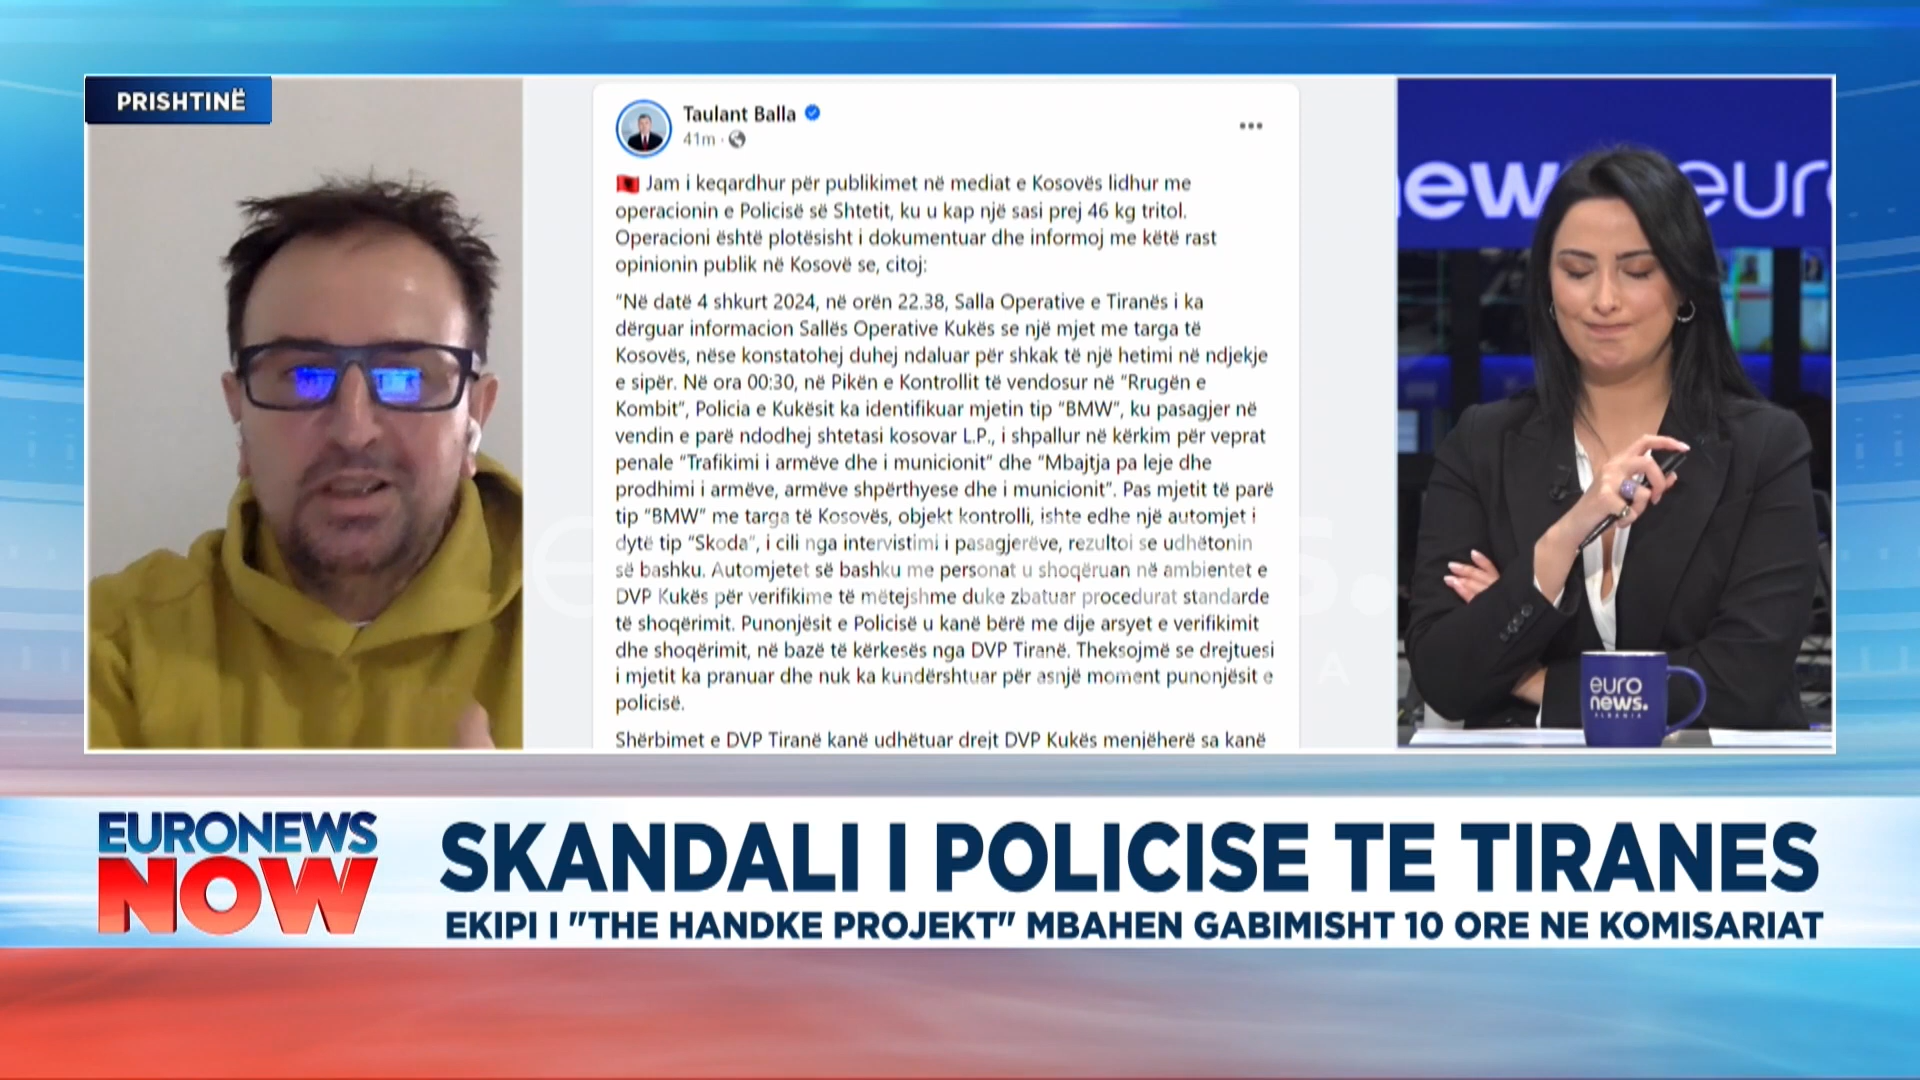 PRISHTINË
Taulant Balla
41m ·
Jam i keqardhur për publikimet në mediat e Kosovës lidhur me
operacionin e Policisë së Shtetit, ku u kap një sasi prej 46 kg tritol.
Operacioni është plotësisht i dokumentuar dhe informoj me këtë rast
opinionin publik në Kosovë se, citoj:
"Në datë 4 shkurt 2024, në orën 22.38, Salla Operative e Tiranës i ka
dërguar informacion Sallës Operative Kukës se një mjet me targa të
Kosovës, nëse konstatohej duhej ndaluar për shkak të një hetimi në ndjekje
e sipër. Në ora 00:30, në Pikën e Kontrollit të vendosur në "Rrugën e
Kombit", Policia e Kukësit ka identifikuar mjetin tip "BMW", ku pasagjer në
vendin e parë ndodhej shtetasi kosovar L.P., i shpallur në kërkim për veprat
penale "Trafikimi i armëve dhe i municionit" dhe "Mbajtja pa leje dhe
prodhimi i armëve, armëve shpërthyese dhe i municionit". Pas mjetit të parë
tip "BMW" me targa të Kosovës, objekt kontrolli, ishte edhe një automjet i
dytë tip "Skoda", i cili nga intervistimi i pasagjerëve, rezultoi se udhëtonin
së bashku. Automjetet së bashku me personat u shoqëruan në ambientet e
DVP Kukës për verifikime të mëtejshme duke zbatuar procedurat standarde
të shoqërimit. Punonjësit e Policisë u kanë bërë me dije arsyet e verifikimit
dhe shoqërimit, në bazë të kërkesës nga DVP Tiranë. Theksojmë se drejtuesi
i mjetit ka pranuar dhe nuk ka kundërshtuar për asnjë moment punonjësit e
policisë.
Shërbimet e DVP Tiranë kanë udhëtuar drejt DVP Kukës menjëherë sa kanë
ew
eur
euro
news.
ALBANIA
EURONEWS
NOW
SKANDALI I POLICISE TE TIRANES
EKIPI I "THE HANDKE PROJEKT" MBAHEN GABIMISHT 10 ORE NE KOMISARIAT